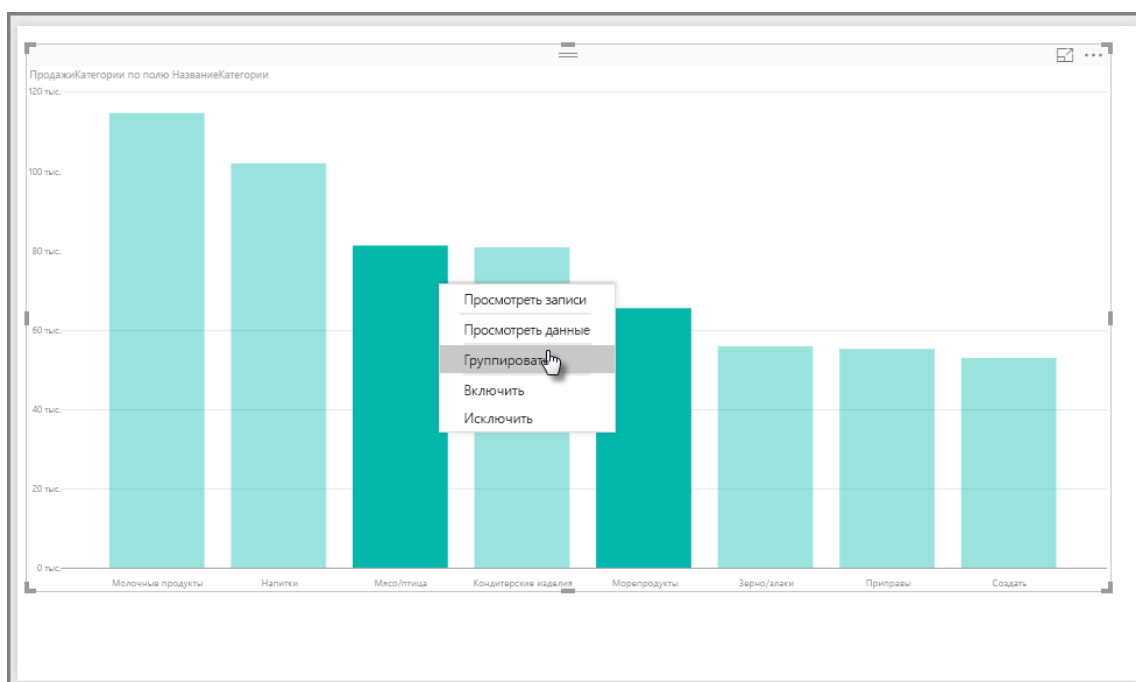 ПродажиКатегории по полю НазваниеКатегории
120 тыс.
100 тыс.
80 тыс.
60 тыс.
40 тыс.
20 тыс.
0 тыс.
Просмотреть записи
Просмотреть данные
Группировать
Включить
Исключить
Молочные продукты Напитки Мясо/птица Кондитерские изделия Морепродукты Зерно/злаки Приправы Создать